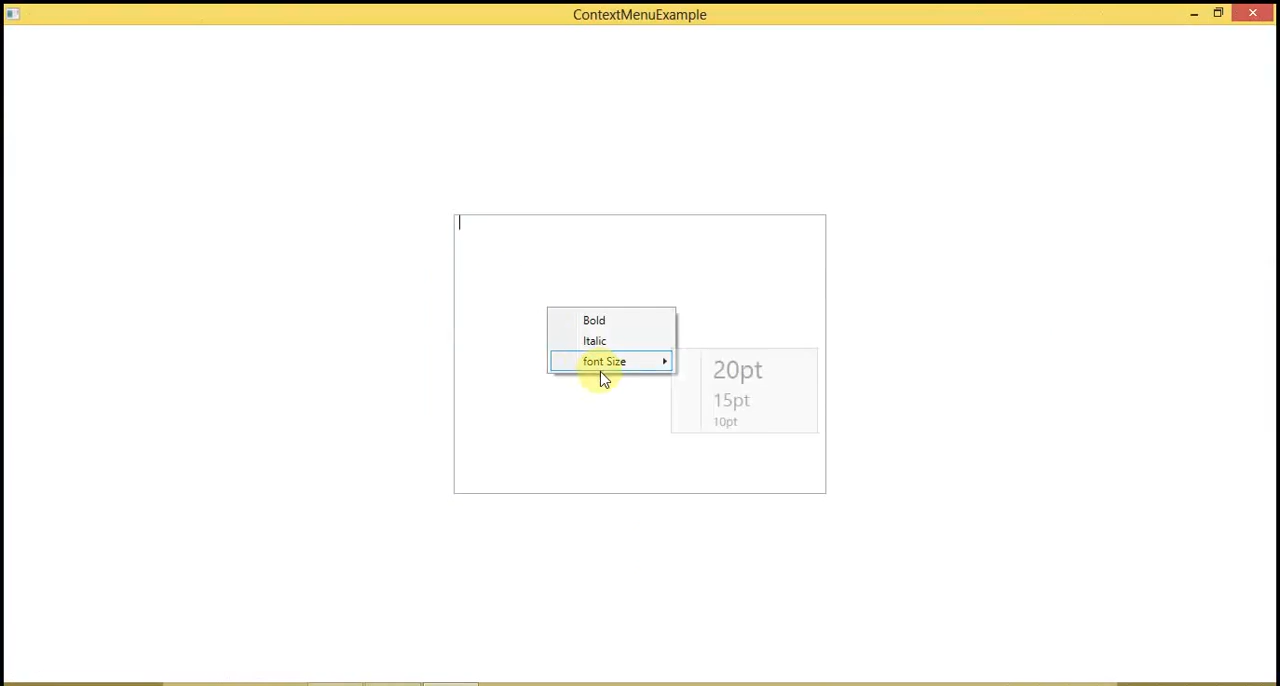 ContextMenuExample
Bold
Italic
font Size
20pt
15pt
10pt